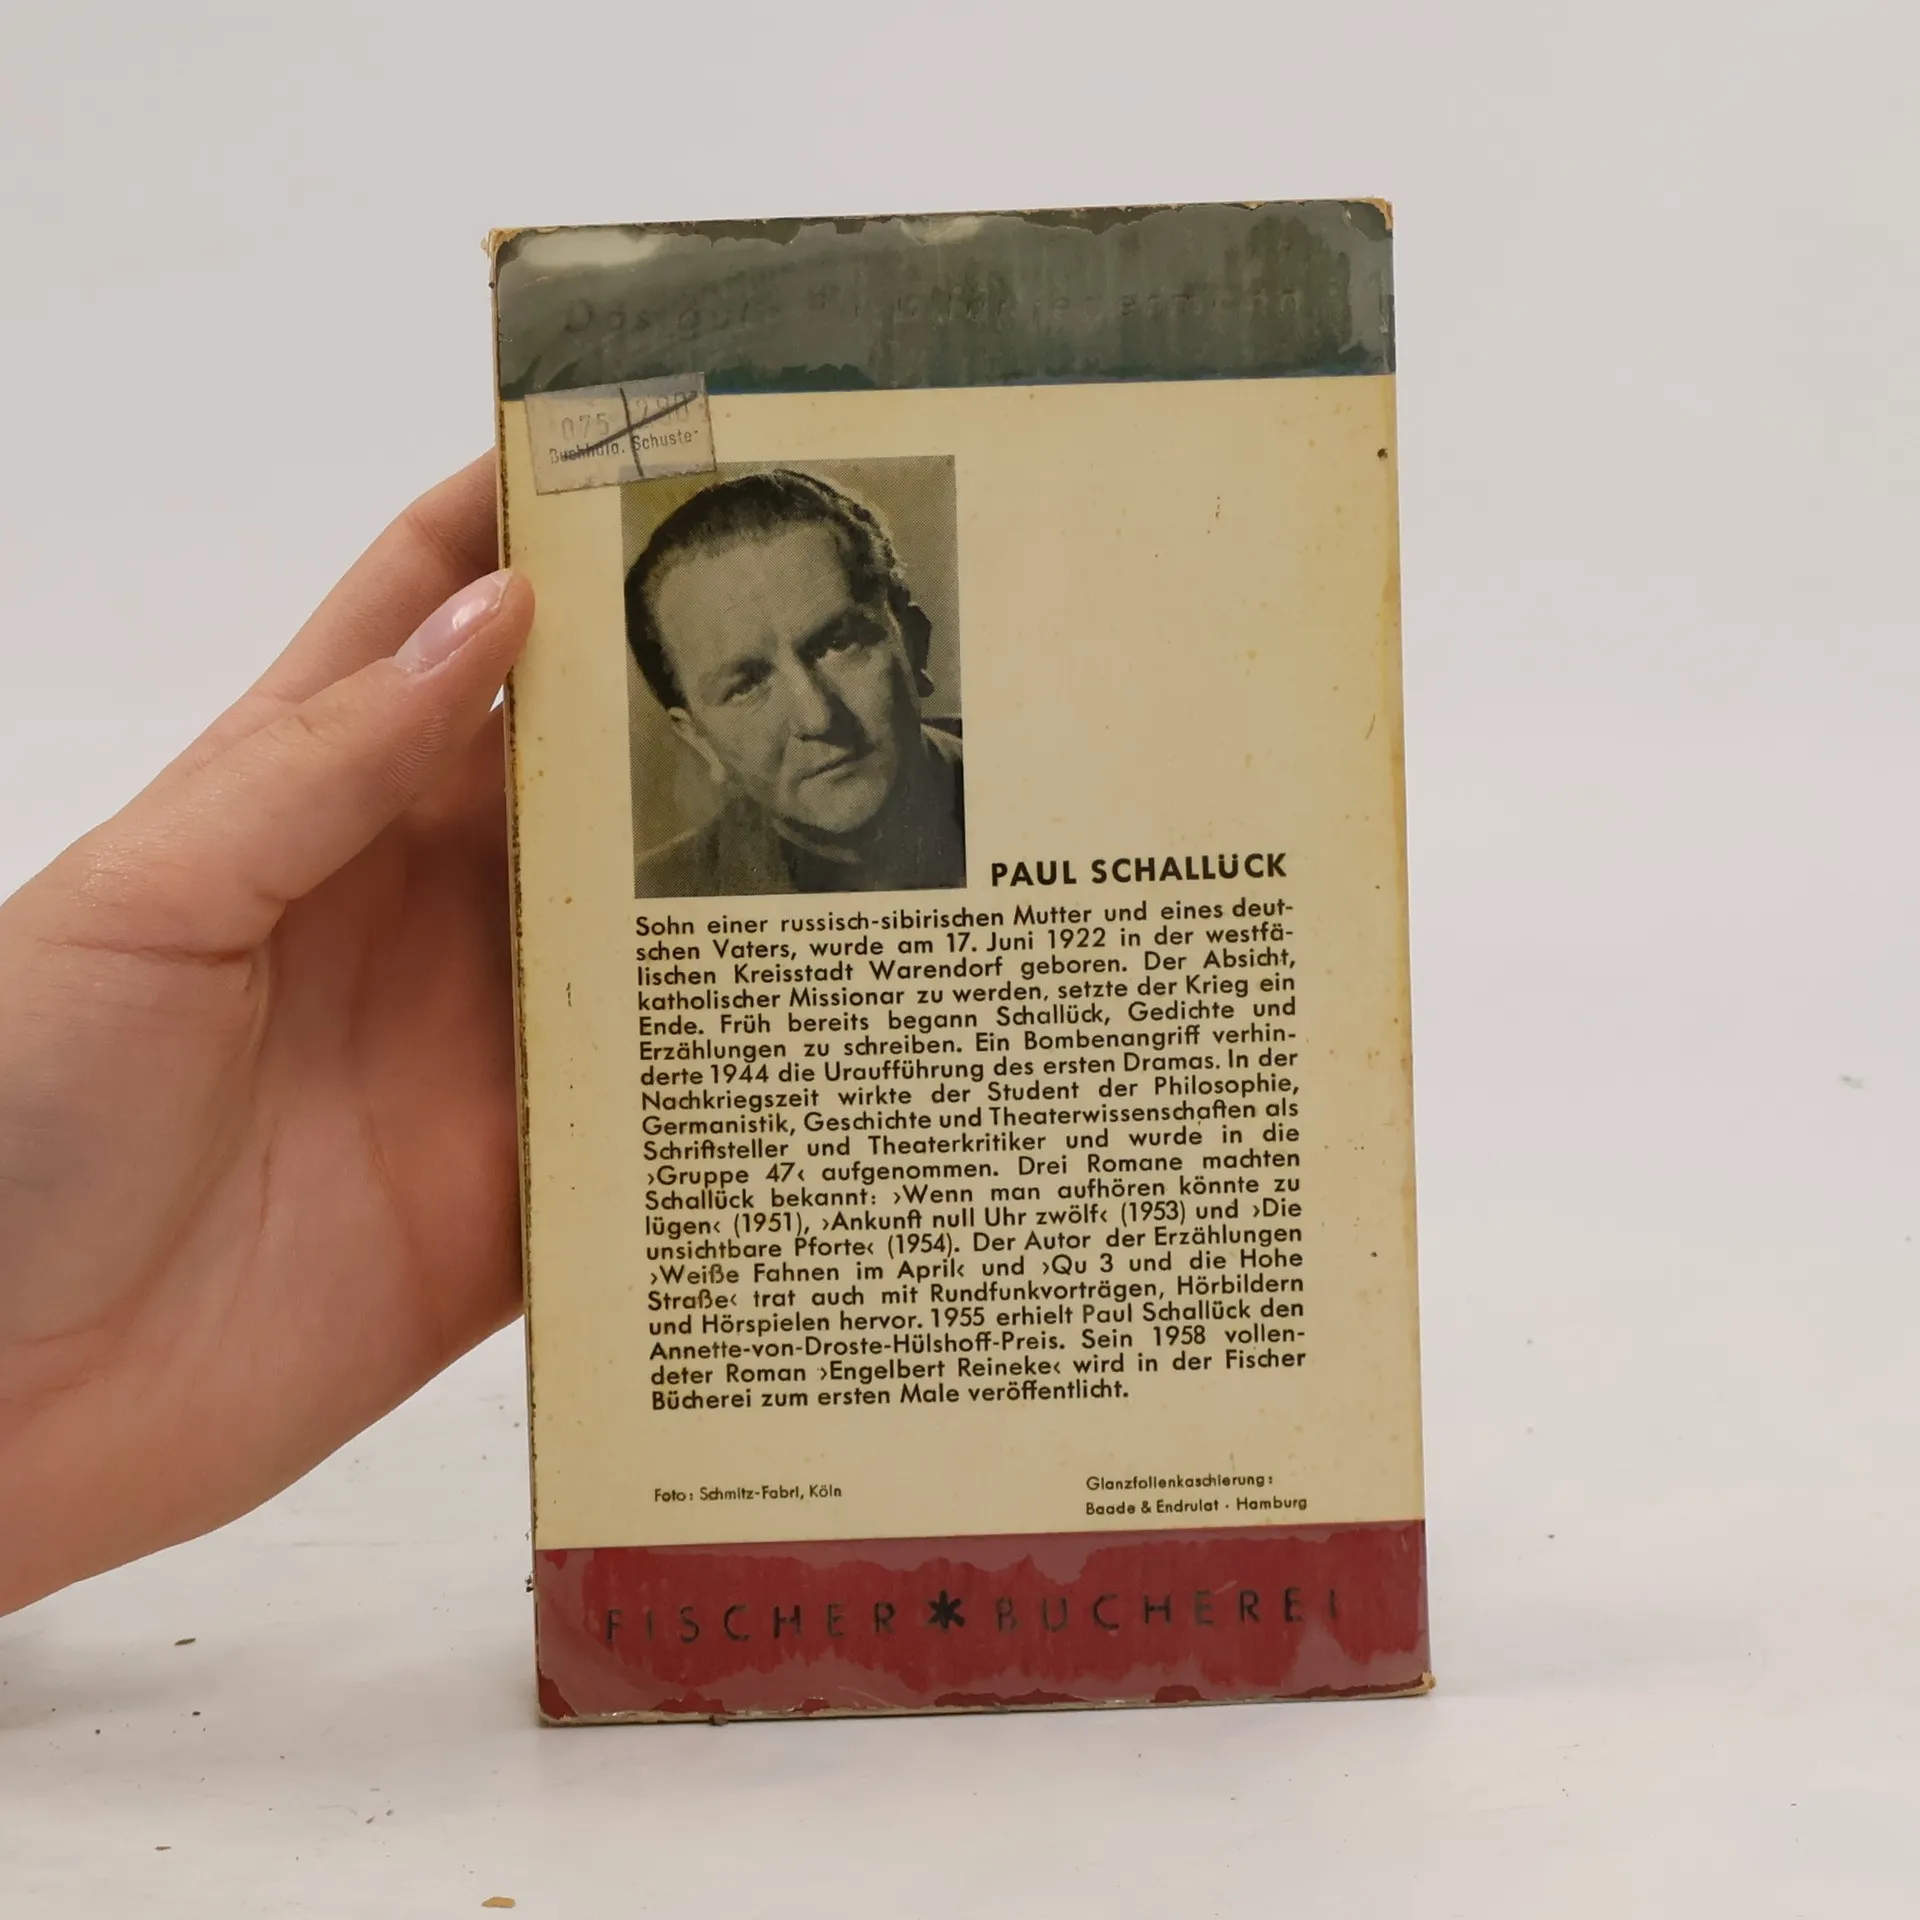 075 280
Buchhdlg. Schuster
PAUL SCHALLÜCK
Sohn einer russisch-sibirischen Mutter und eines deut-
schen Vaters, wurde am 17. Juni 1922 in der westfä-
lischen Kreisstadt Warendorf geboren. Der Absicht,
katholischer Missionar zu werden, setzte der Krieg ein
Ende. Früh bereits begann Schallück, Gedichte und
Erzählungen zu schreiben. Ein Bombenangriff verhin-
derte 1944 die Uraufführung des ersten Dramas. In der
Nachkriegszeit wirkte der Student der Philosophie,
Germanistik, Geschichte und Theaterwissenschaften als
Schriftsteller und Theaterkritiker und wurde in die
›Gruppe 47‹ aufgenommen. Drei Romane machten
Schallück bekannt: ›Wenn man aufhören könnte zu
lügen‹ (1951), ›Ankunft null Uhr zwölf‹ (1953) und ›Die
unsichtbare Pforte‹ (1954). Der Autor der Erzählungen
›Weiße Fahnen im April‹ und ›Qu 3 und die Hohe
Straße‹ trat auch mit Rundfunkvorträgen, Hörbildern
und Hörspielen hervor. 1955 erhielt Paul Schallück den
Annette-von-Droste-Hülshoff-Preis. Sein 1958 vollen-
deter Roman ›Engelbert Reineke‹ wird in der Fischer
Bücherei zum ersten Male veröffentlicht.
Foto: Schmitz-Fabri, Köln
Glanzfolienkaschierung:
Baade & Endrulat · Hamburg
FISCHER * BÜCHEREI